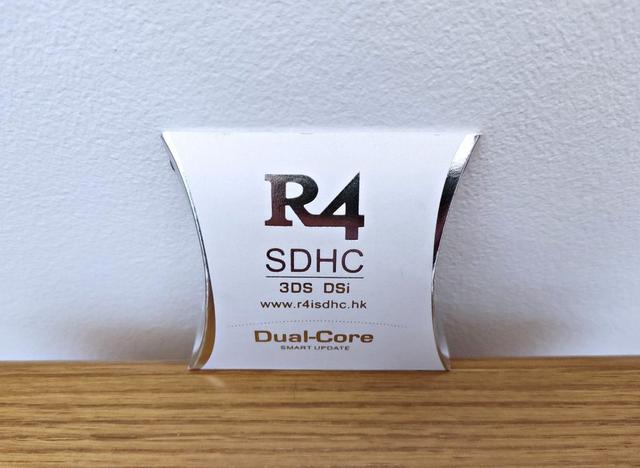 R4
SDHC
3DS DSi
www.r4isdhc.hk
Dual-Core
SMART UPDATE